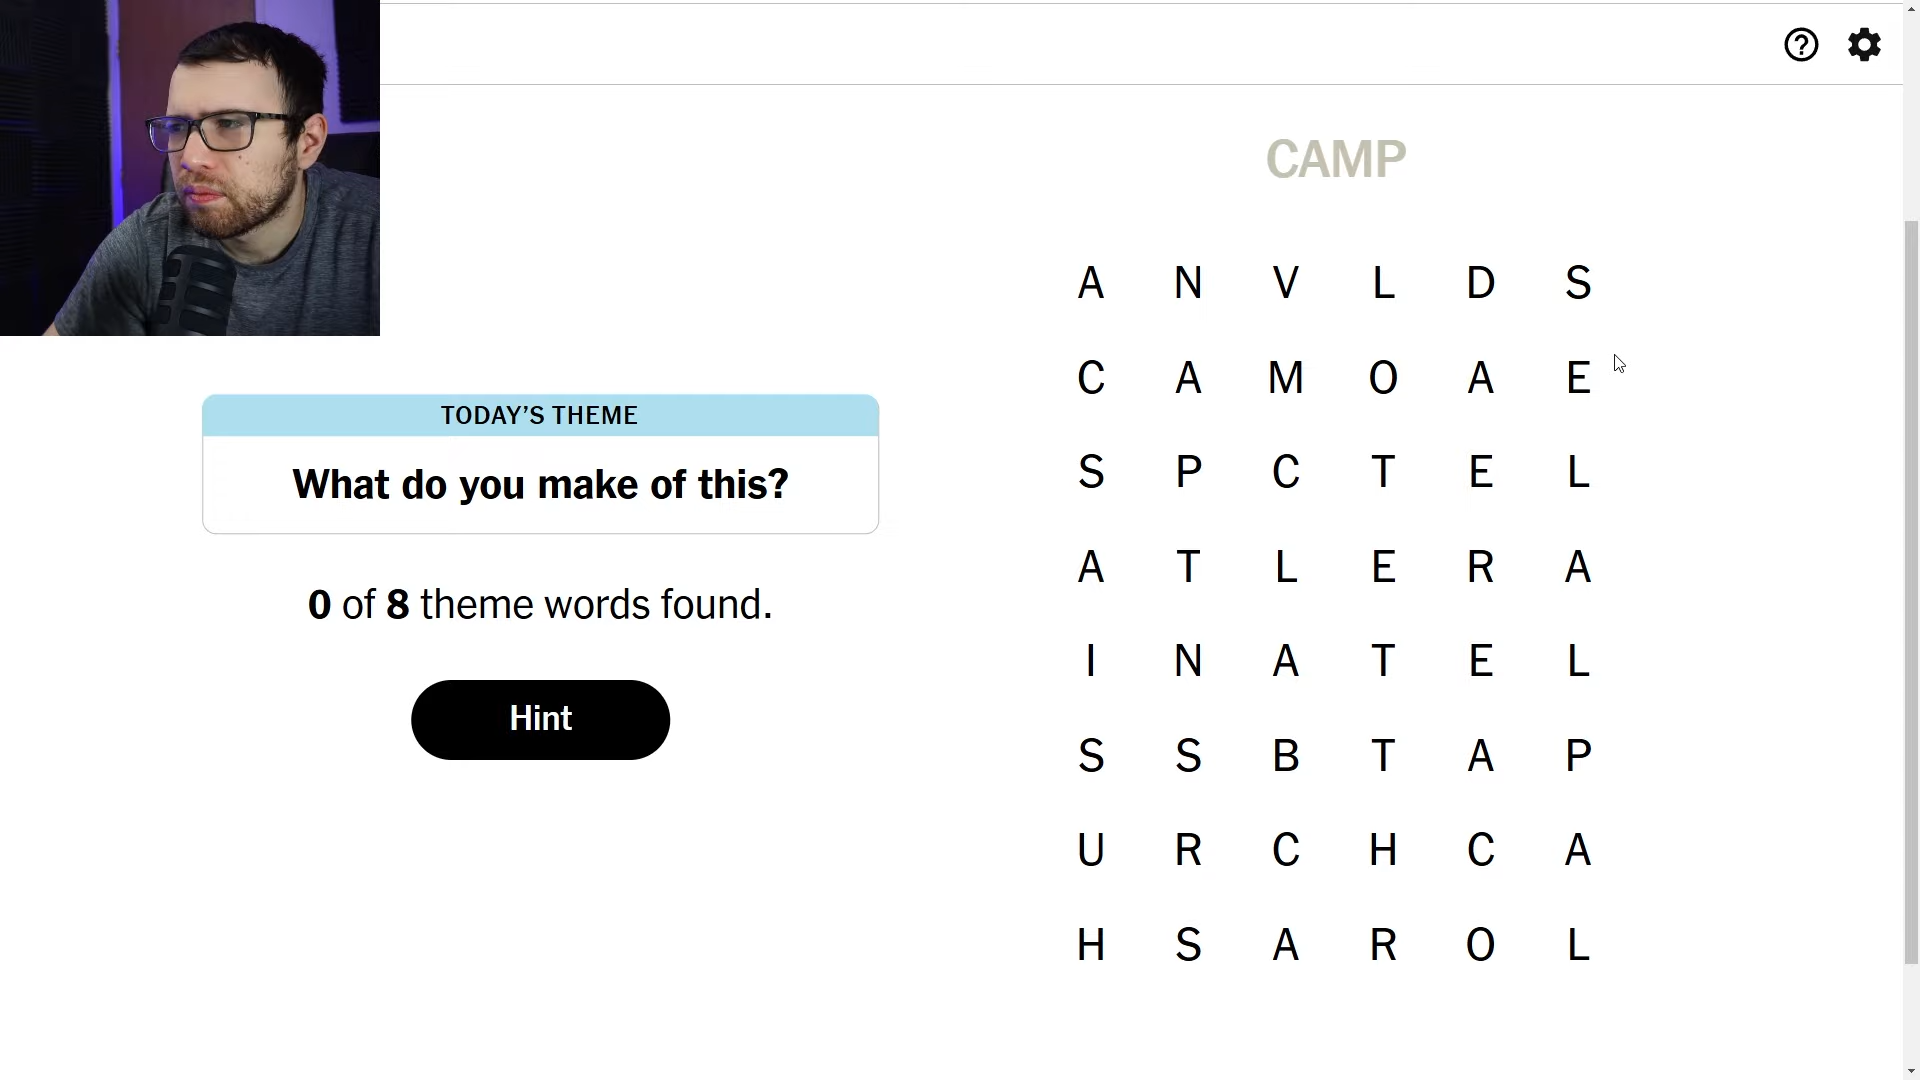 CAMP
A N V L D S
C A M O A E
TODAY'S THEME
What do you make of this?
S P C T E L
A T L E R A
0 of 8 theme words found.
I N A T E L
Hint
S S B T A P
U R C H C A
H S A R O L